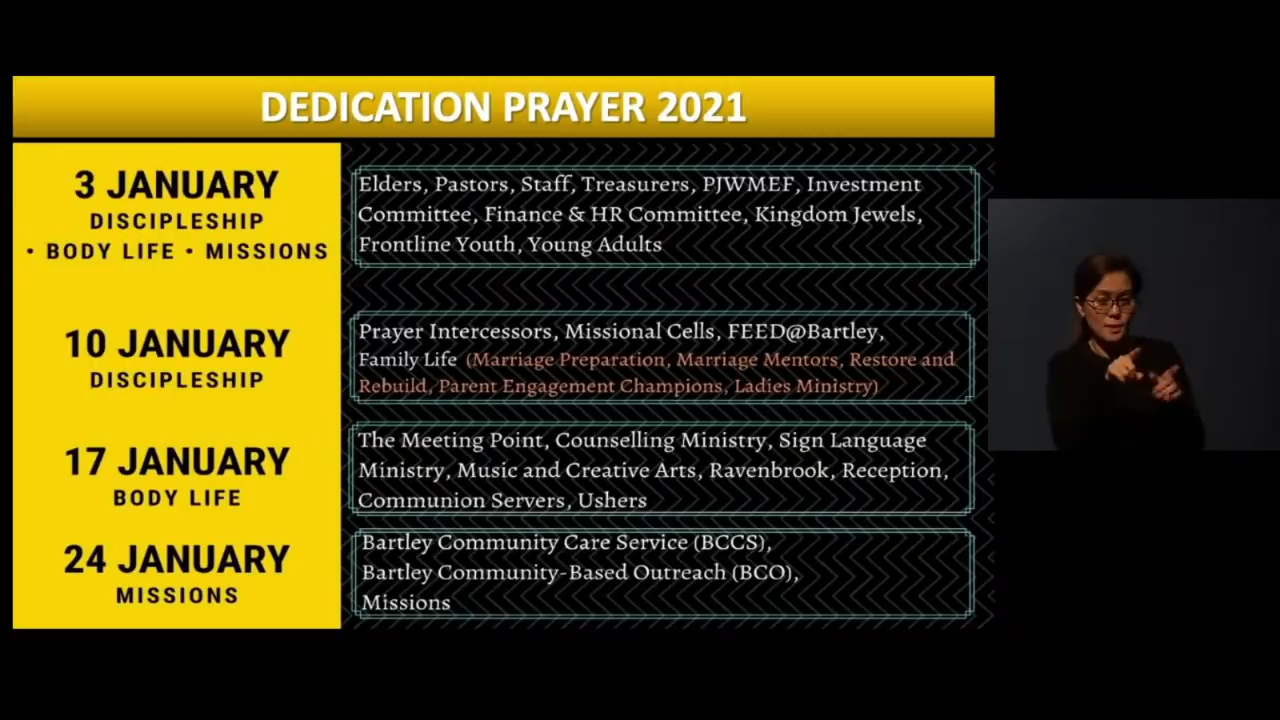 DEDICATION PRAYER 2021
3 JANUARY
DISCIPLESHIP
• BODY LIFE • MISSIONS
Elders, Pastors, Staff, Treasurers, PJWMEF, Investment
Committee, Finance & HR Committee, Kingdom Jewels,
Frontline Youth, Young Adults
10 JANUARY
DISCIPLESHIP
Prayer Intercessors, Missional Cells, FEED@Bartley,
Family Life (Marriage Preparation, Marriage Mentors, Restore and
Rebuild, Parent Engagement Champions, Ladies Ministry)
17 JANUARY
BODY LIFE
The Meeting Point, Counselling Ministry, Sign Language
Ministry, Music and Creative Arts, Ravenbrook, Reception,
Communion Servers, Ushers
24 JANUARY
MISSIONS
Bartley Community Care Service (BCCS),
Bartley Community-Based Outreach (BCO),
Missions